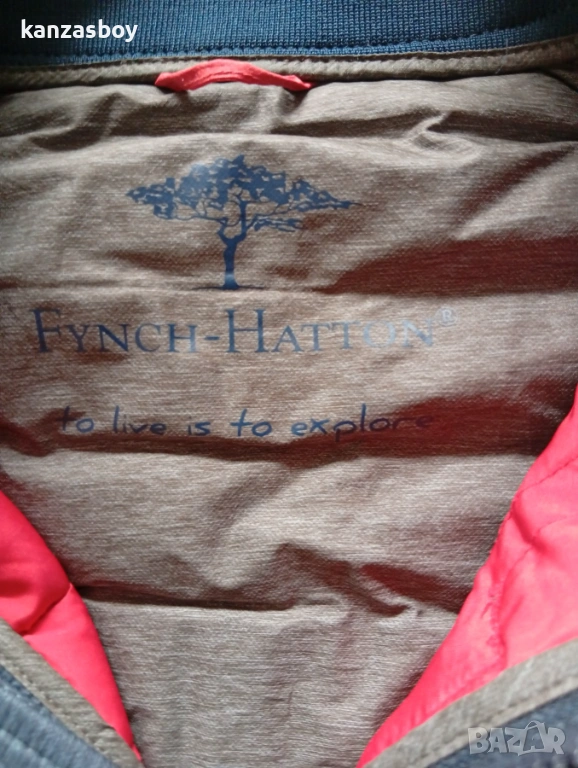 kanzasboy
FYNCH-HATTON®
to live is to explore
BAZAR